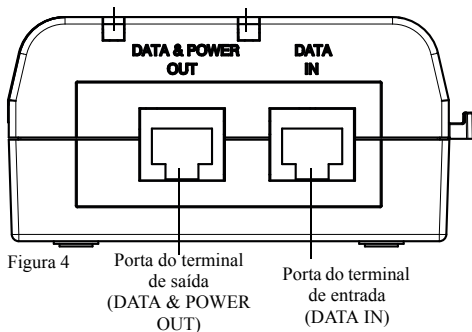 DATA & POWER
OUT
DATA
IN
Figura 4
Porta do terminal
de saída
(DATA & POWER
OUT)
Porta do terminal
de entrada
(DATA IN)